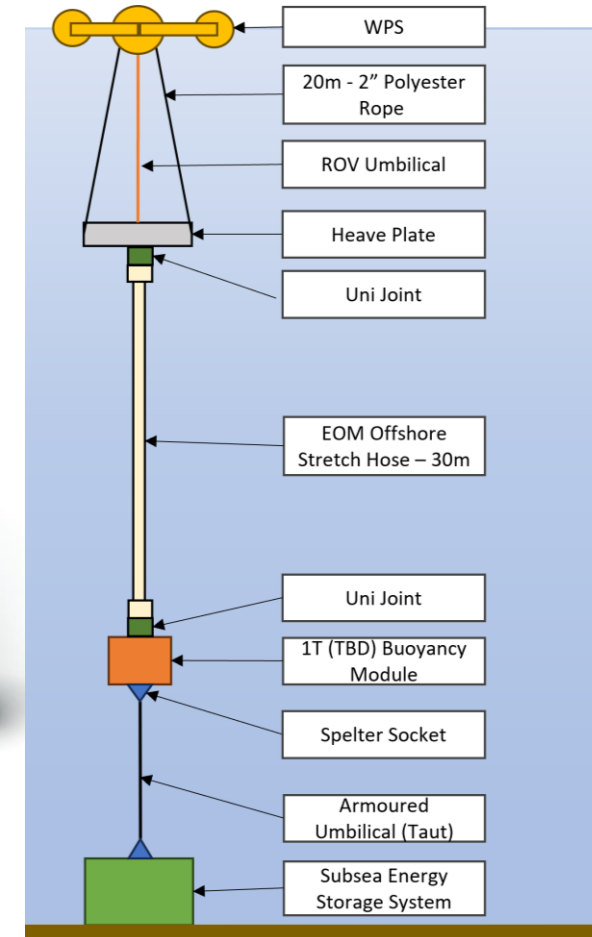 WPS
20m - 2” Polyester
Rope
ROV Umbilical
Heave Plate
Uni Joint
EOM Offshore
Stretch Hose – 30m
Uni Joint
1T (TBD) Buoyancy
Module
Spelter Socket
Armoured
Umbilical (Taut)
Subsea Energy
Storage System